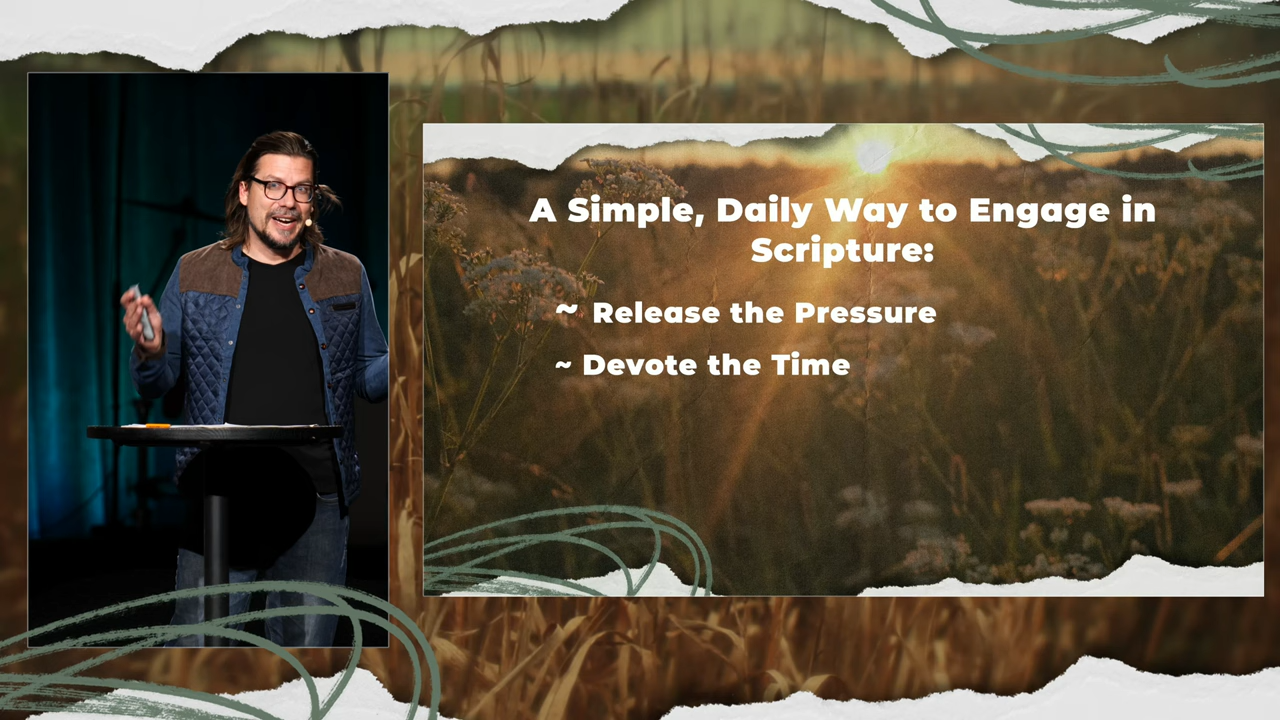 A Simple, Daily Way to Engage in
Scripture:
~ Release the Pressure
~ Devote the Time